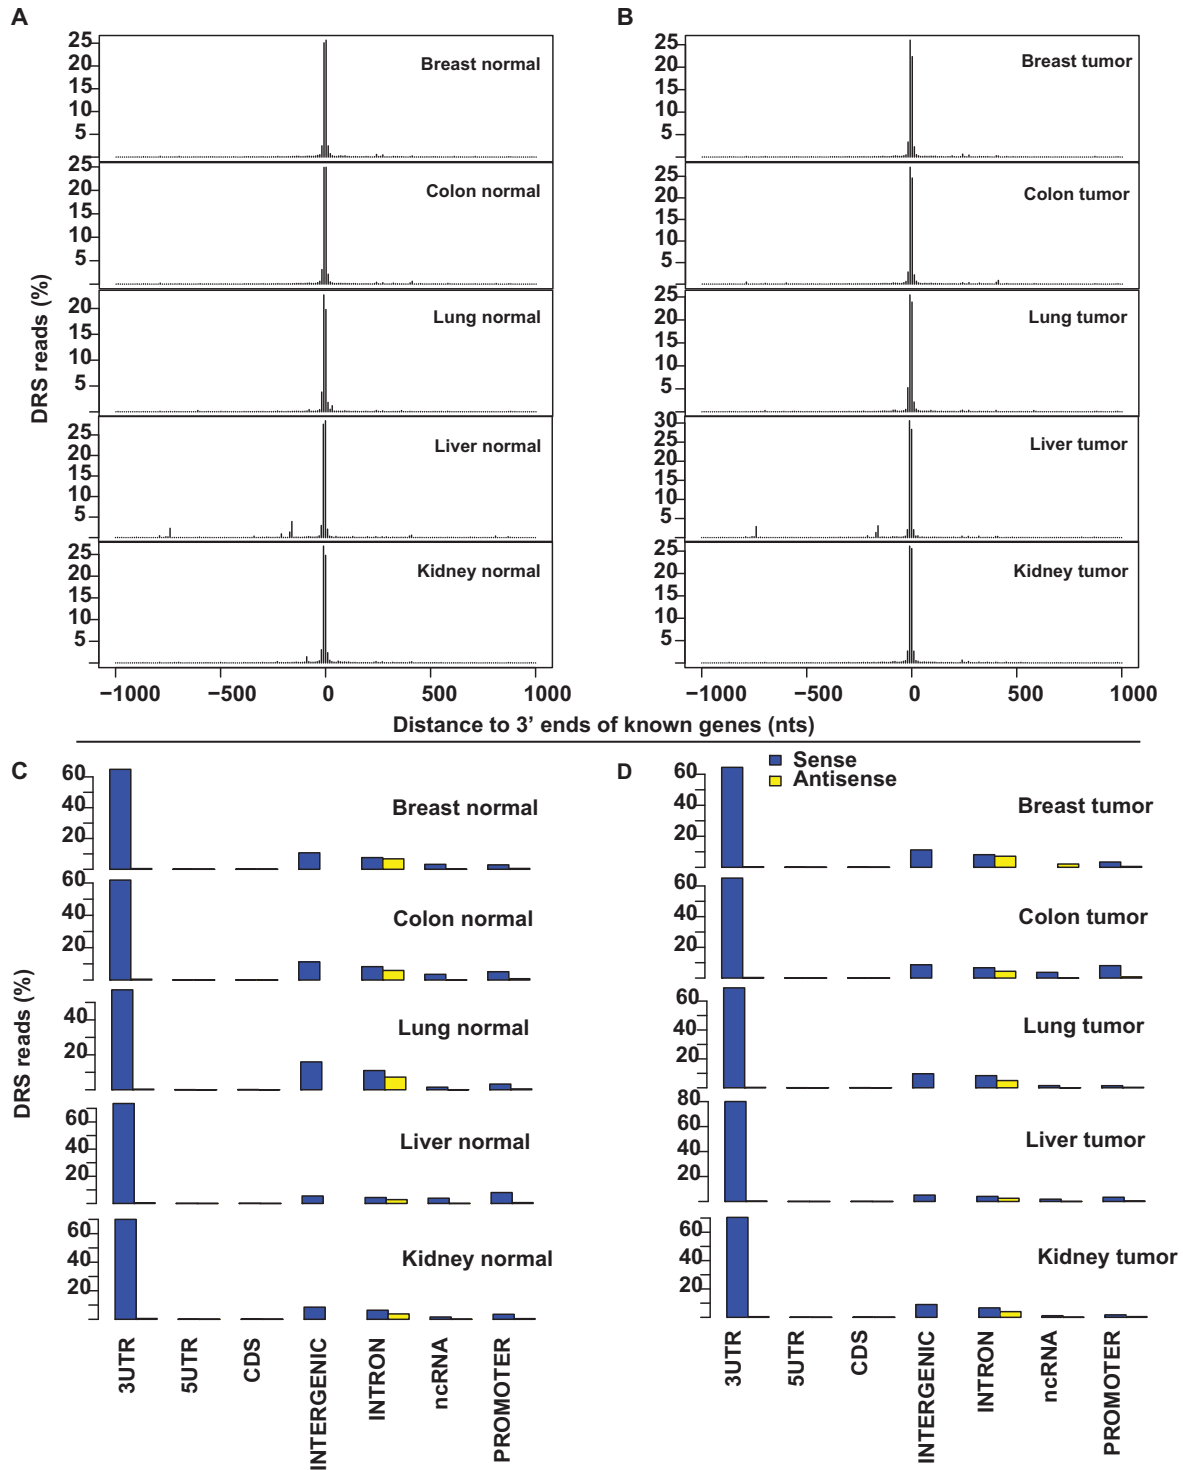 A
25
20
15
10
5
Breast normal
25
20
15
10
5
Colon normal
20
15
10
5
Lung normal
25
20
15
10
5
Liver normal
25
20
15
10
5
Kidney normal
−1000 −500 0 500 1000
DRS reads (%)
B
25
20
15
10
5
Breast tumor
25
20
15
10
5
Colon tumor
25
20
15
10
5
Lung tumor
30
25
20
15
10
5
Liver tumor
25
20
15
10
5
Kidney tumor
−1000 −500 0 500 1000
Distance to 3’ ends of known genes (nts)
C
60
40
20
Breast normal
60
40
20
Colon normal
40
20
Lung normal
60
40
20
Liver normal
60
40
20
Kidney normal
DRS reads (%)
3UTR
5UTR
CDS
INTERGENIC
INTRON
ncRNA
PROMOTER
D
Sense
Antisense
60
40
20
Breast tumor
60
40
20
Colon tumor
60
40
20
Lung tumor
80
60
40
20
Liver tumor
60
40
20
Kidney tumor
3UTR
5UTR
CDS
INTERGENIC
INTRON
ncRNA
PROMOTER